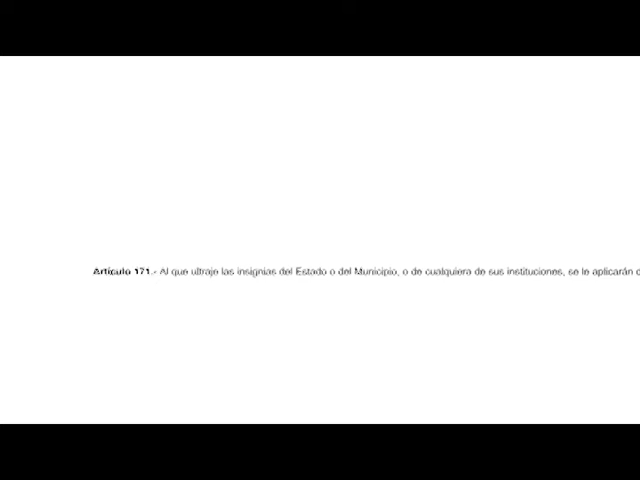 Artículo 171.- Al que ultraje las insignias del Estado o del Municipio, o de cualquiera de sus instituciones, se le aplicarán